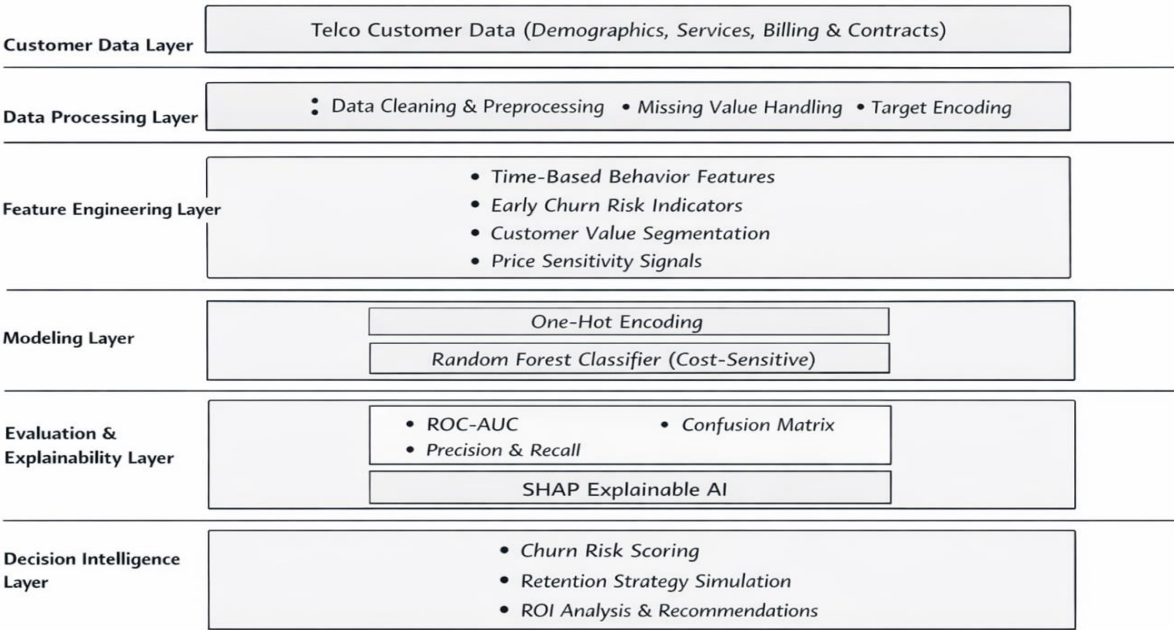 Customer Data Layer
Telco Customer Data (Demographics, Services, Billing & Contracts)
Data Processing Layer
: Data Cleaning & Preprocessing • Missing Value Handling • Target Encoding
Feature Engineering Layer
• Time-Based Behavior Features
• Early Churn Risk Indicators
• Customer Value Segmentation
• Price Sensitivity Signals
Modeling Layer
One-Hot Encoding
Random Forest Classifier (Cost-Sensitive)
Evaluation &
Explainability Layer
• ROC-AUC • Confusion Matrix
• Precision & Recall
SHAP Explainable AI
Decision Intelligence
Layer
• Churn Risk Scoring
• Retention Strategy Simulation
• ROI Analysis & Recommendations